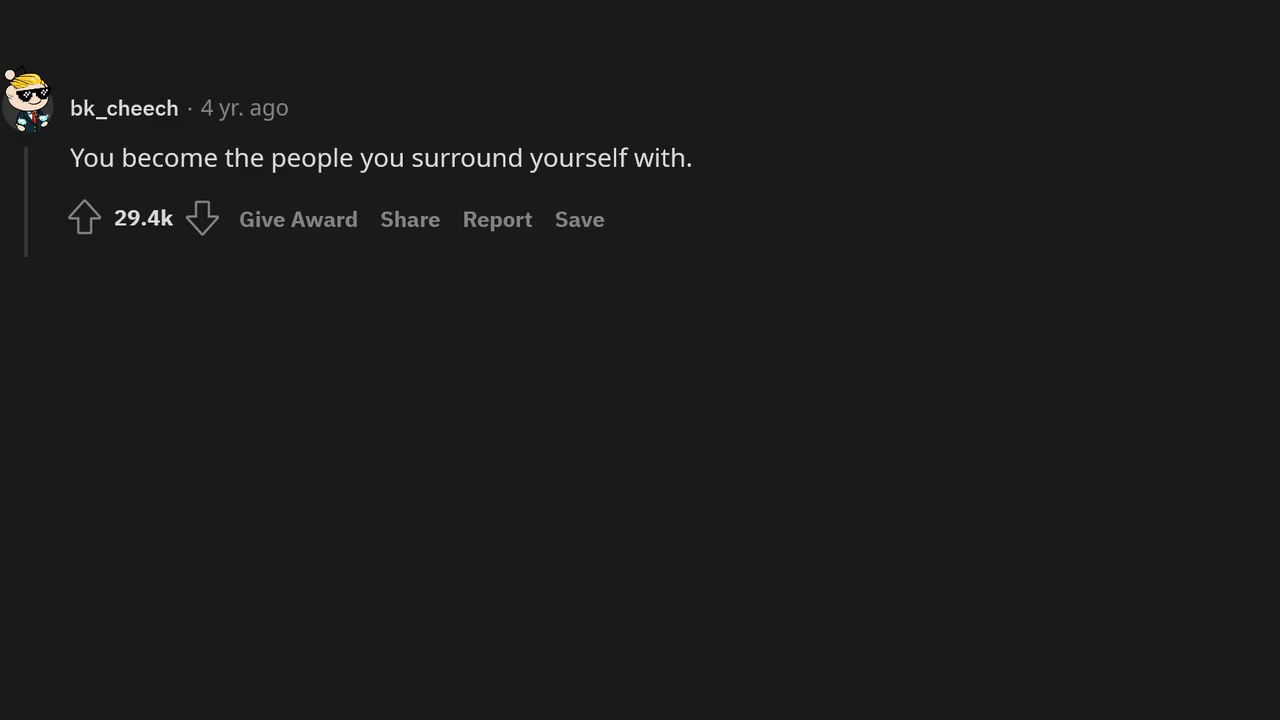 bk_cheech · 4 yr. ago
You become the people you surround yourself with.
29.4k Give Award Share Report Save